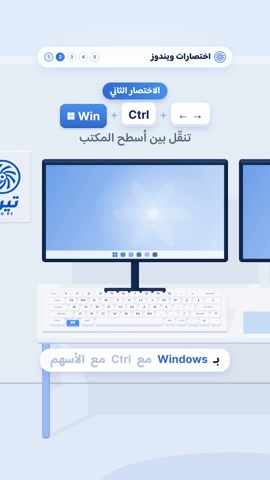 اختصارات ويندوز
1 2 3 4 5
الاختصار الثاني
Win + Ctrl + ← →
تنقّل بين أسطح المكتب
بـ Windows مع Ctrl مع الأسهم